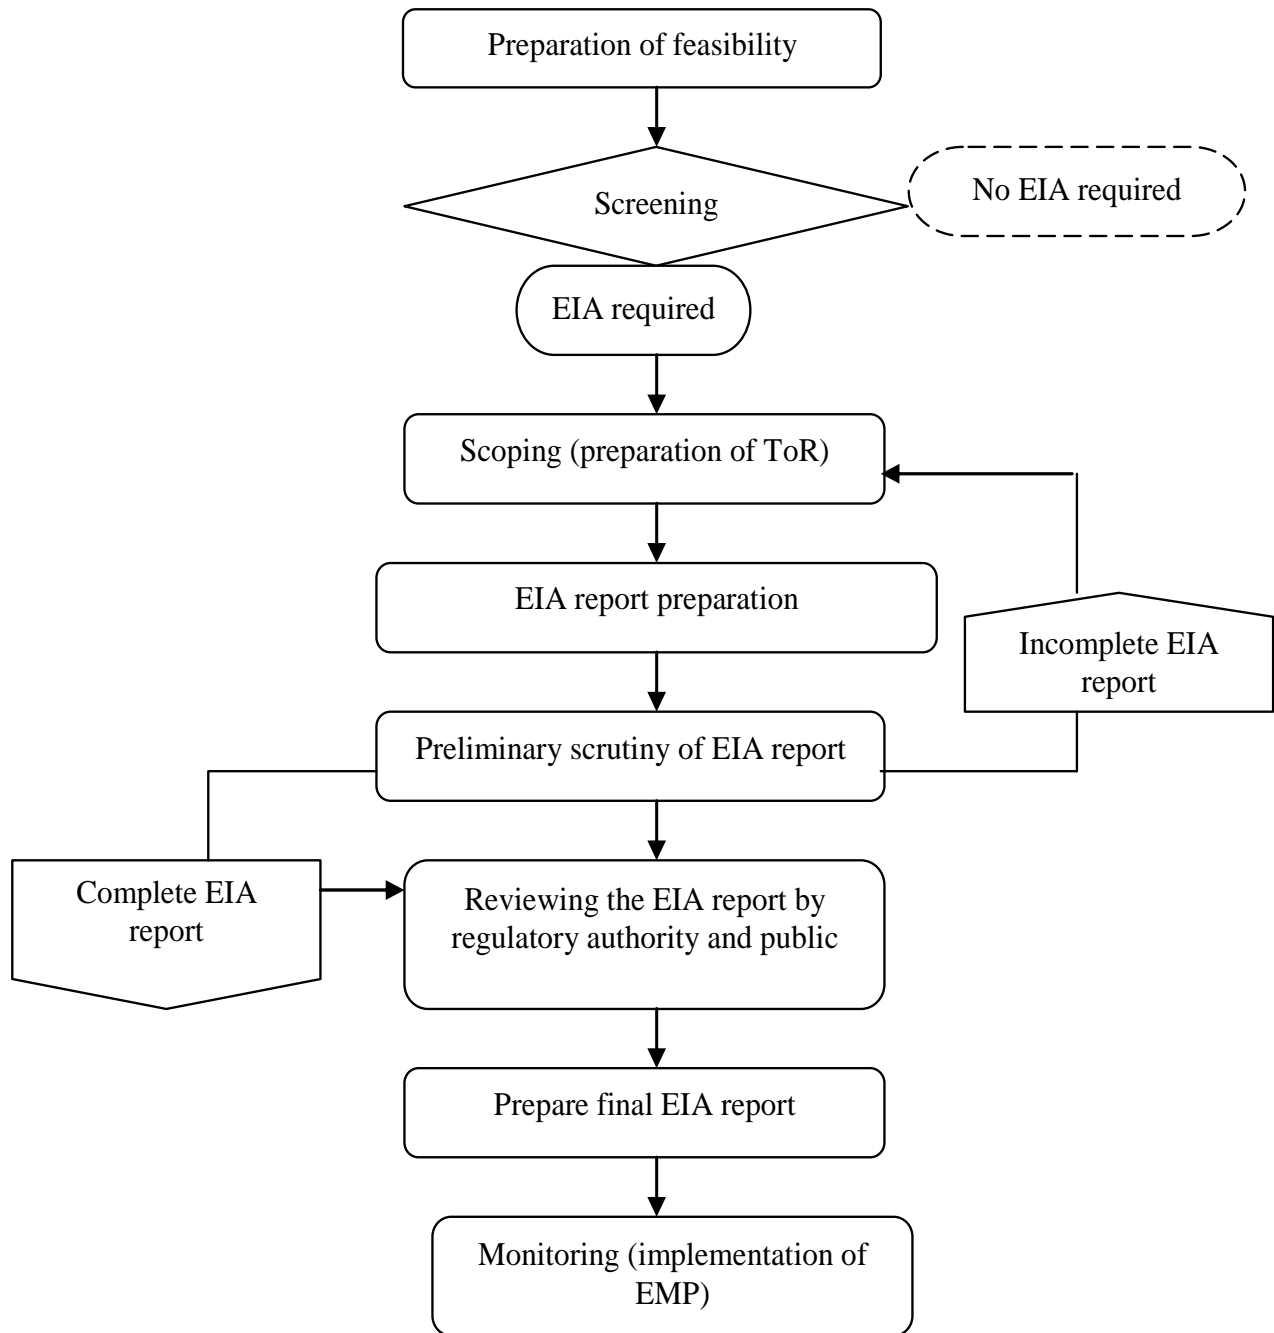 Preparation of feasibility
Screening
No EIA required
EIA required
Scoping (preparation of ToR)
EIA report preparation
Incomplete EIA
report
Preliminary scrutiny of EIA report
Complete EIA
report
Reviewing the EIA report by
regulatory authority and public
Prepare final EIA report
Monitoring (implementation of
EMP)